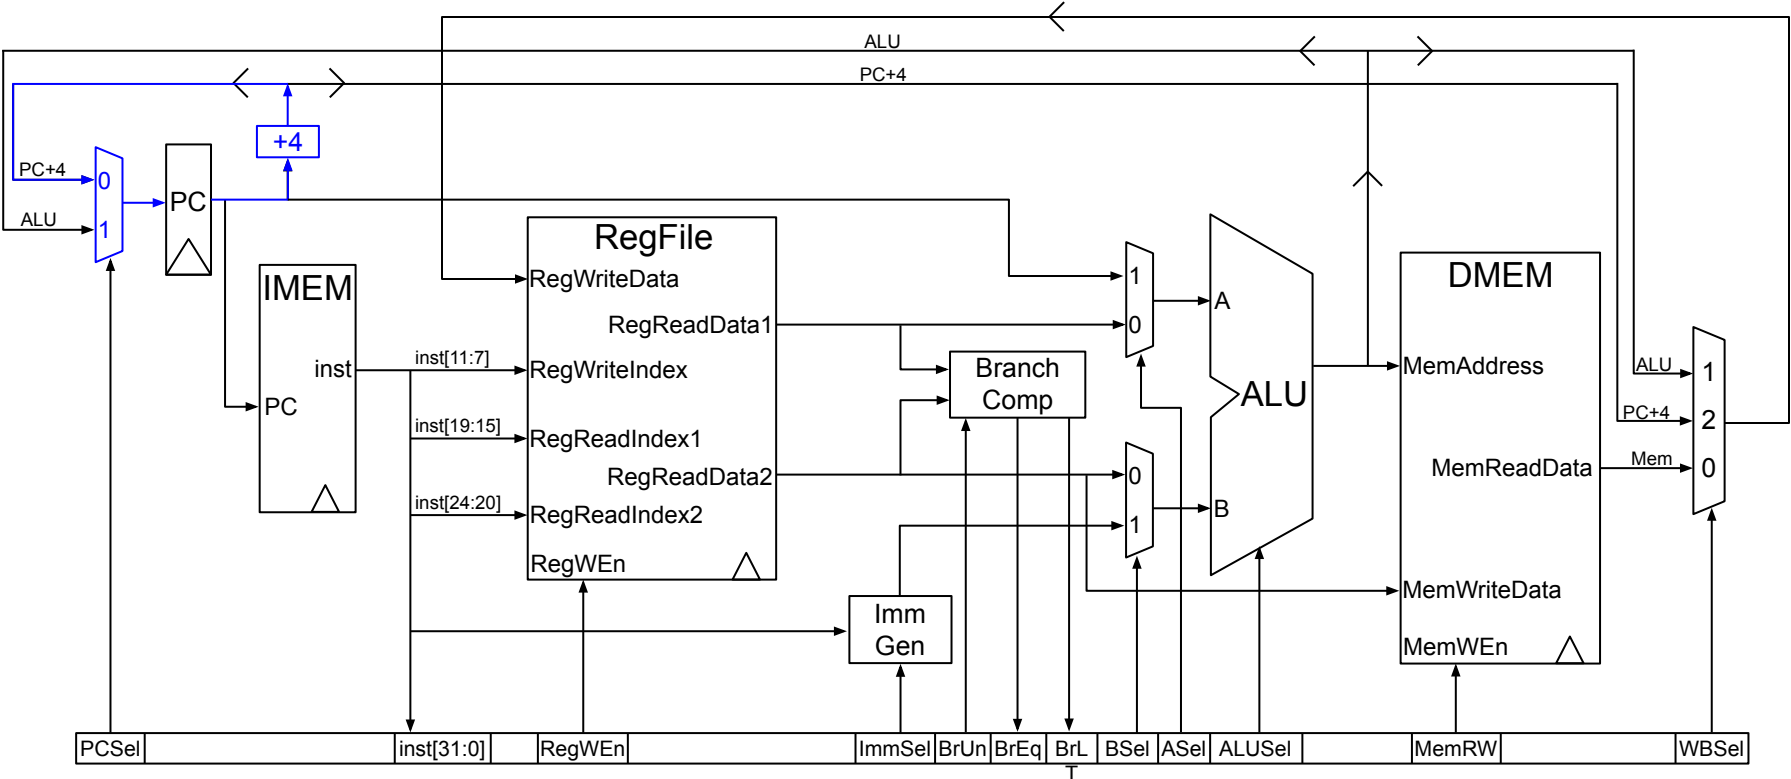 ALU
PC+4
+4
PC+4
0
PC
ALU
1
RegFile
IMEM
RegWriteData
1
A
DMEM
RegReadData1
0
inst
inst[11:7]
RegWriteIndex
Branch
Comp
ALU
MemAddress
ALU
1
PC
PC+4
2
inst[19:15]
RegReadIndex1
RegReadData2
0
MemReadData
Mem
0
inst[24:20]
RegReadIndex2
1
B
RegWEn
MemWriteData
Imm
Gen
MemWEn
PCSel
inst[31:0]
RegWEn
ImmSel
BrUn
BrEq
BrL
T
BSel
ASel
ALUSel
MemRW
WBSel